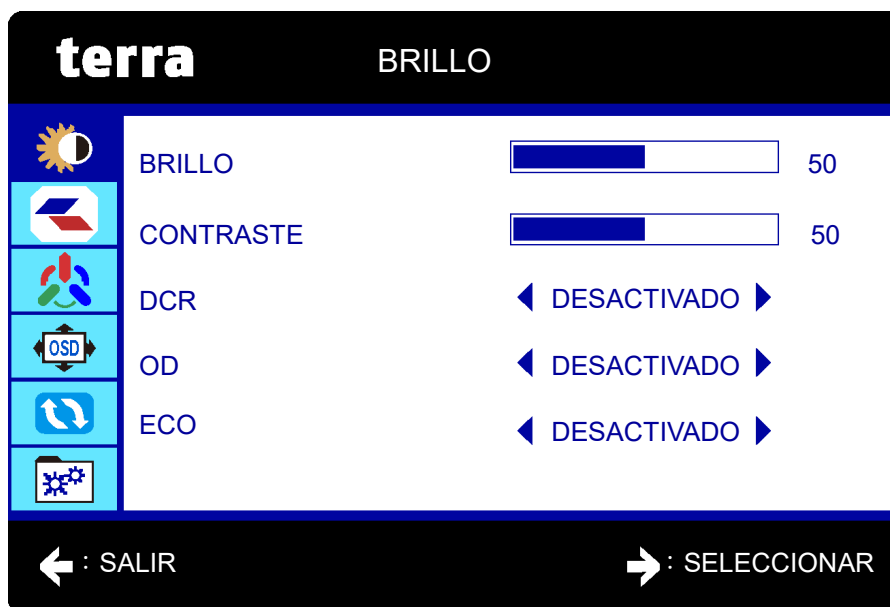 terra BRILLO
BRILLO 50
CONTRASTE 50
DCR DESACTIVADO
OD DESACTIVADO
OSD
ECO DESACTIVADO
: SALIR : SELECCIONAR